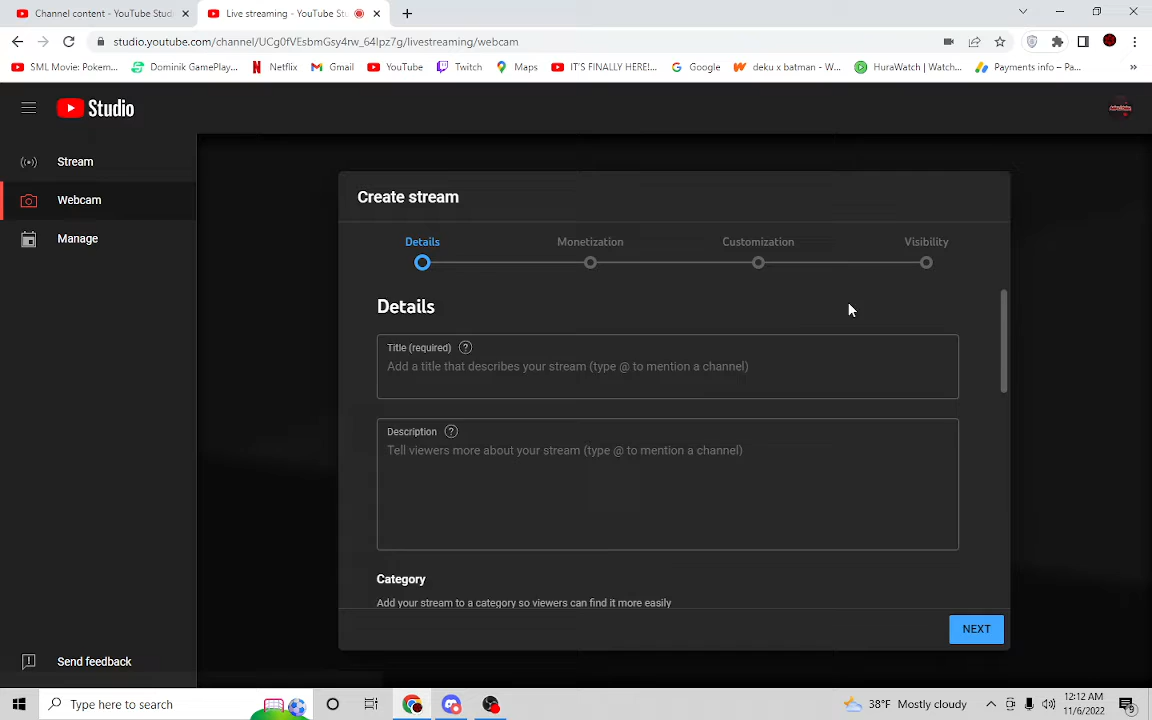 Channel content - YouTube Studi
Live streaming - YouTube Stu
studio.youtube.com/channel/UCg0fVEsbmGsy4rw_64lpz7g/livestreaming/webcam
SML Movie: Pokem...
Dominik GamePlay...
Netflix
Gmail
YouTube
Twitch
Maps
IT'S FINALLY HERE!...
Google
deku x batman - W...
HuraWatch | Watch...
Payments info – Pa...
»
Studio
Stream
Webcam
Manage
Create stream
Details
Monetization
Customization
Visibility
Details
Title (required)
Add a title that describes your stream (type @ to mention a channel)
Description
Tell viewers more about your stream (type @ to mention a channel)
Category
Add your stream to a category so viewers can find it more easily
NEXT
Send feedback
Type here to search
38°F Mostly cloudy
12:12 AM
11/6/2022
9